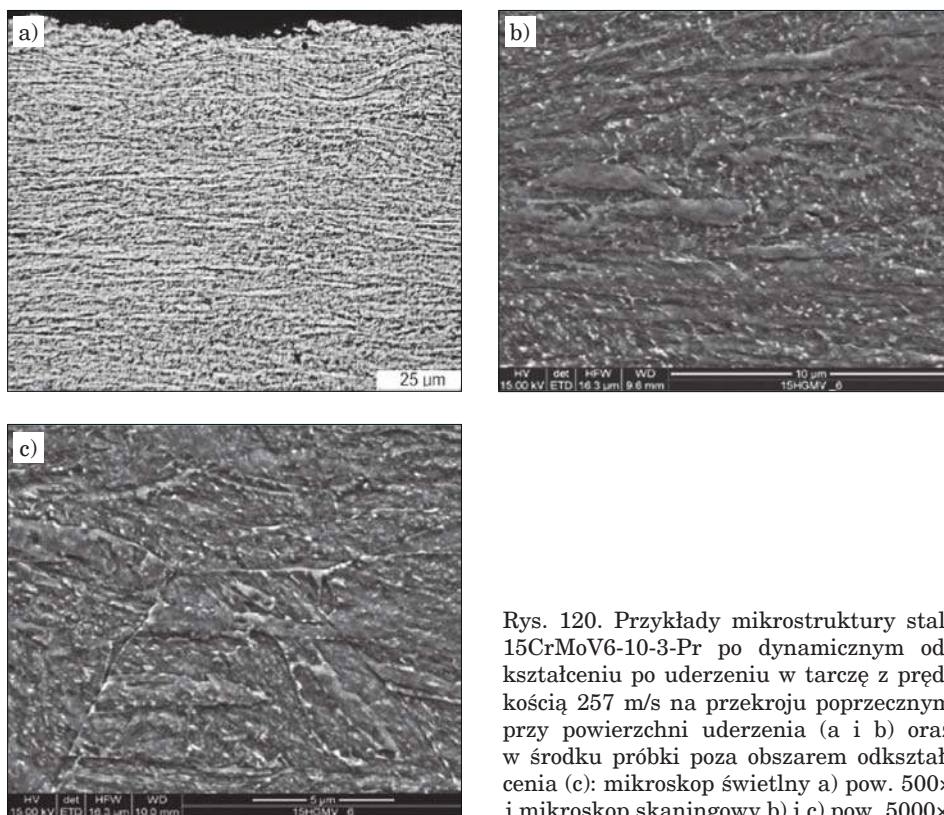 a)
25 µm
b)
HV det HFW WD 10 µm
15.00 kV ETD 16.3 µm 9.6 mm 15HGMV_6
c)
HV det HFW WD 5 µm
15.00 kV ETD 16.3 µm 10.0 mm 15HGMV_6
Rys. 120. Przykłady mikrostruktury stal
15CrMoV6-10-3-Pr po dynamicznym od
kształceniu po uderzeniu w tarczę z pręd
kością 257 m/s na przekroju poprzecznym
przy powierzchni uderzenia (a i b) oraz
w środku próbki poza obszarem odkształ
cenia (c): mikroskop świetlny a) pow. 500×
i mikroskop skaningowy b) i c) pow. 5000×